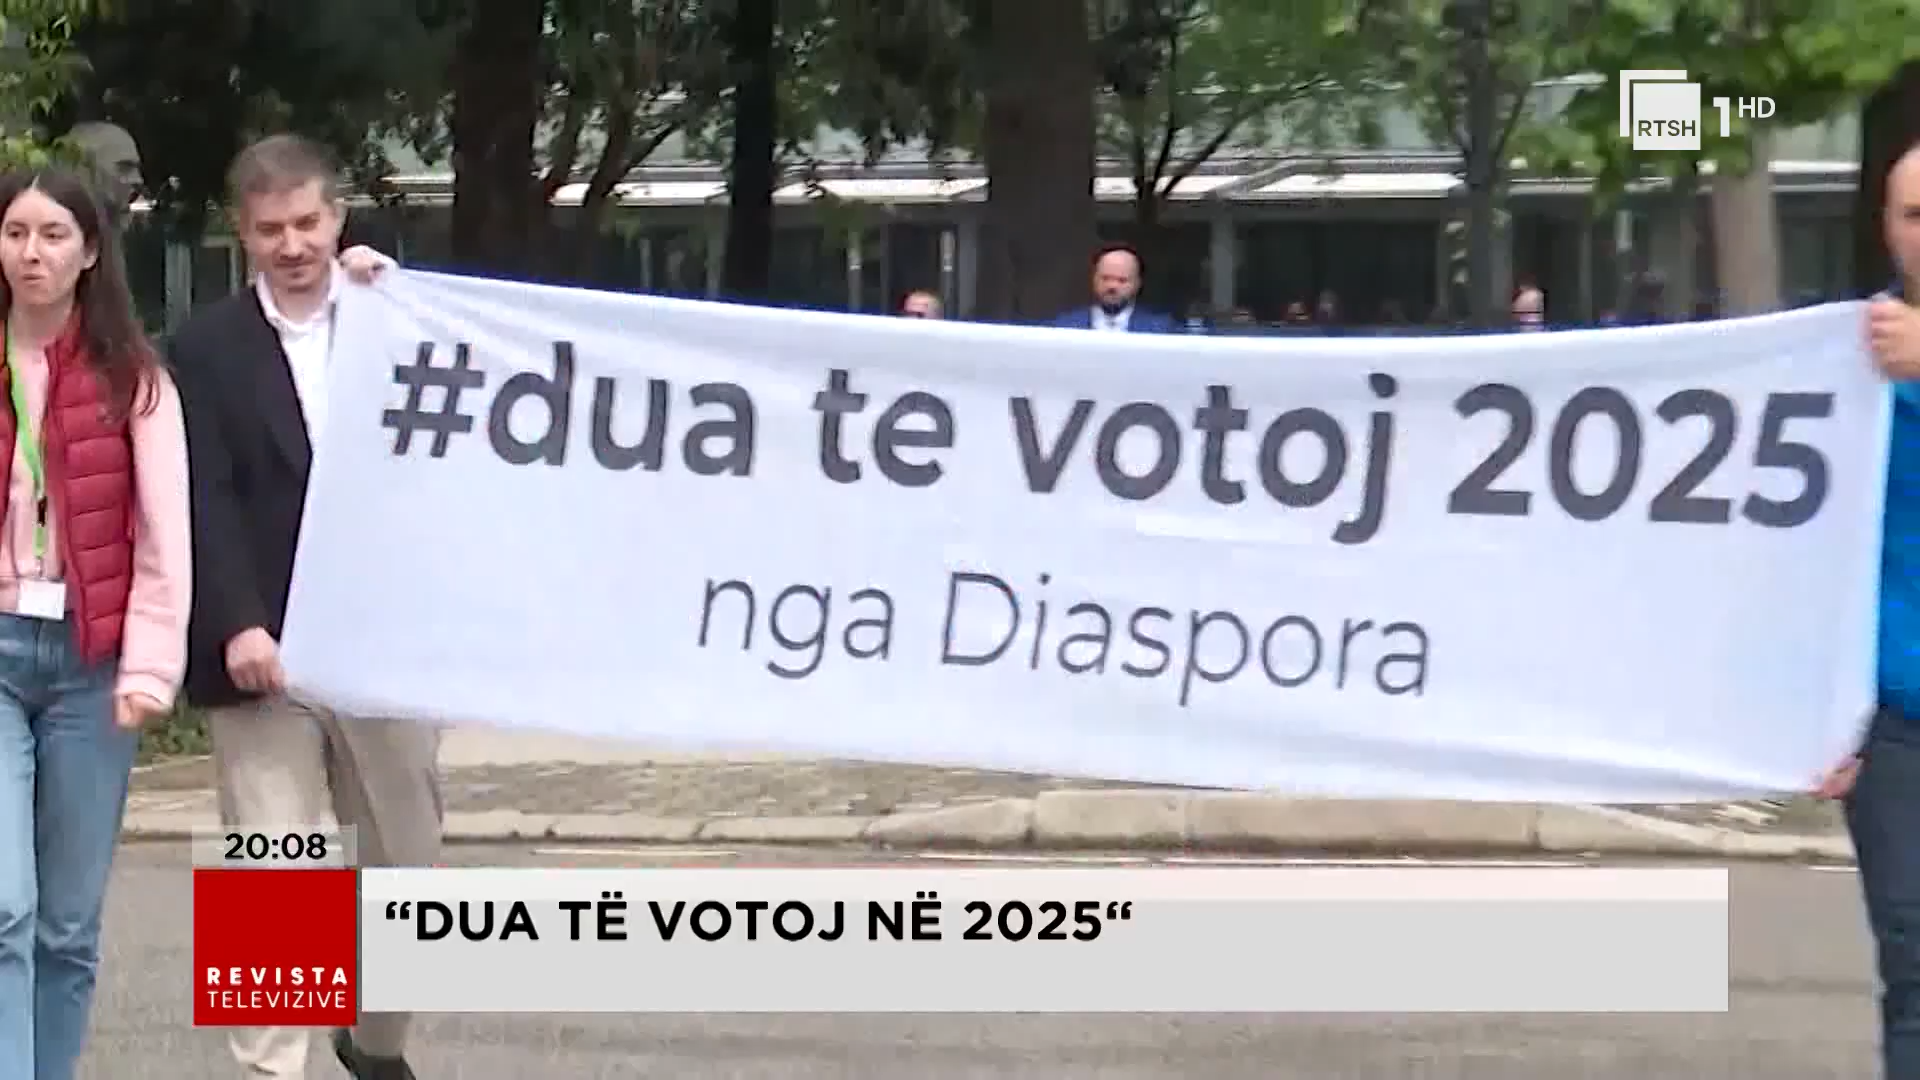 RTSH 1 HD
#dua te votoj 2025
nga Diaspora
20:08
“DUA TË VOTOJ NË 2025“
REVISTA
TELEVIZIVE